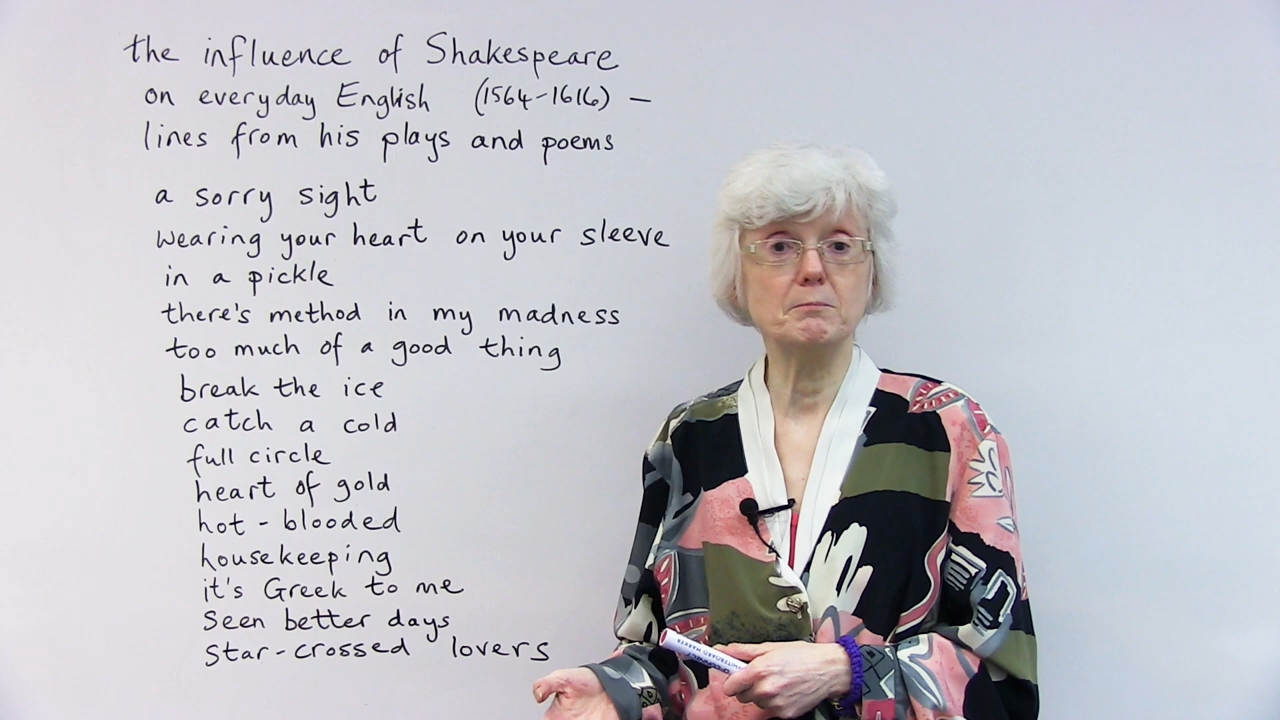 the influence of Shakespeare
on everyday English (1564-1616) –
lines from his plays and poems
a sorry sight
wearing your heart on your sleeve
in a pickle
there's method in my madness
too much of a good thing
break the ice
catch a cold
full circle
heart of gold
hot-blooded
housekeeping
it's Greek to me
seen better days
star-crossed lovers
WHITEBOARD MARKER